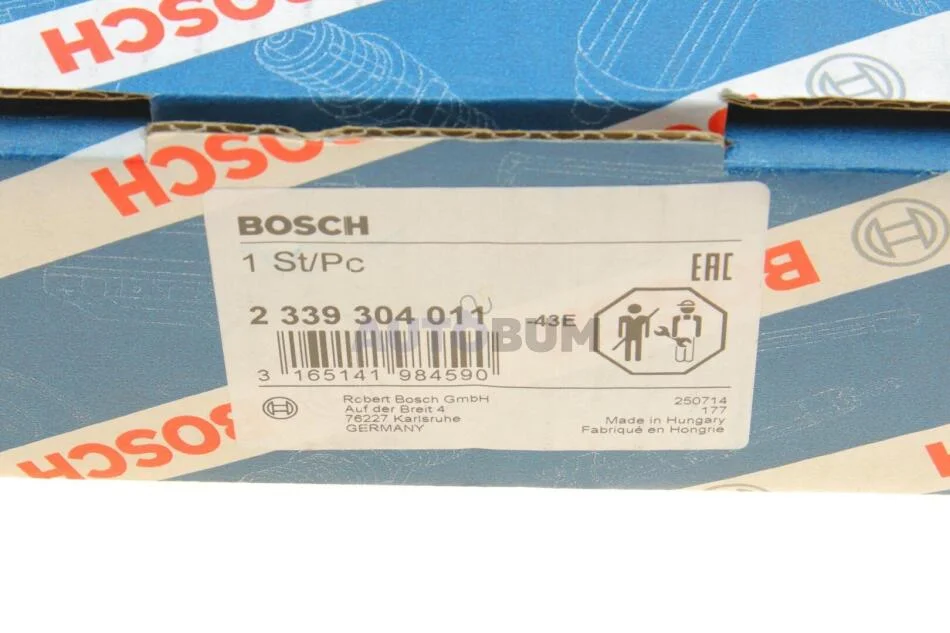 BOSCH
BOSCH
BOSCH
1 St/Pc
EAC
2 339 304 011
-43E
AUTOBUM
3 165141 984590
Robert Bosch GmbH
Auf der Breit 4
76227 Karlsruhe
GERMANY
250714
177
Made in Hungary
Fabriqué en Hongrie
BOSCH
B